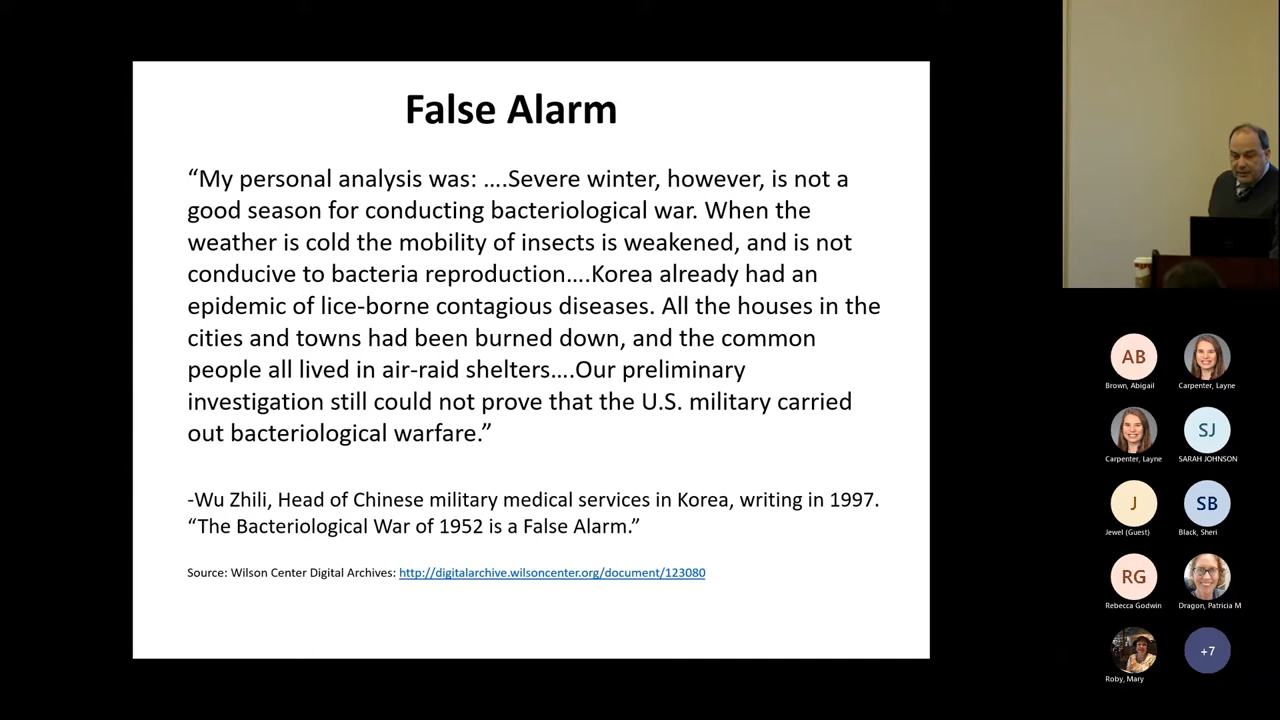 False Alarm
“My personal analysis was: ….Severe winter, however, is not a
good season for conducting bacteriological war. When the
weather is cold the mobility of insects is weakened, and is not
conducive to bacteria reproduction….Korea already had an
epidemic of lice-borne contagious diseases. All the houses in the
cities and towns had been burned down, and the common
people all lived in air-raid shelters….Our preliminary
investigation still could not prove that the U.S. military carried
out bacteriological warfare.”
-Wu Zhili, Head of Chinese military medical services in Korea, writing in 1997.
“The Bacteriological War of 1952 is a False Alarm.”
Source: Wilson Center Digital Archives: http://digitalarchive.wilsoncenter.org/document/123080
AB
Brown, Abigail
Carpenter, Layne
Carpenter, Layne
SJ
SARAH JOHNSON
J
Jewel (Guest)
SB
Black, Sheri
RG
Rebecca Godwin
Dragon, Patricia M
Roby, Mary
+7